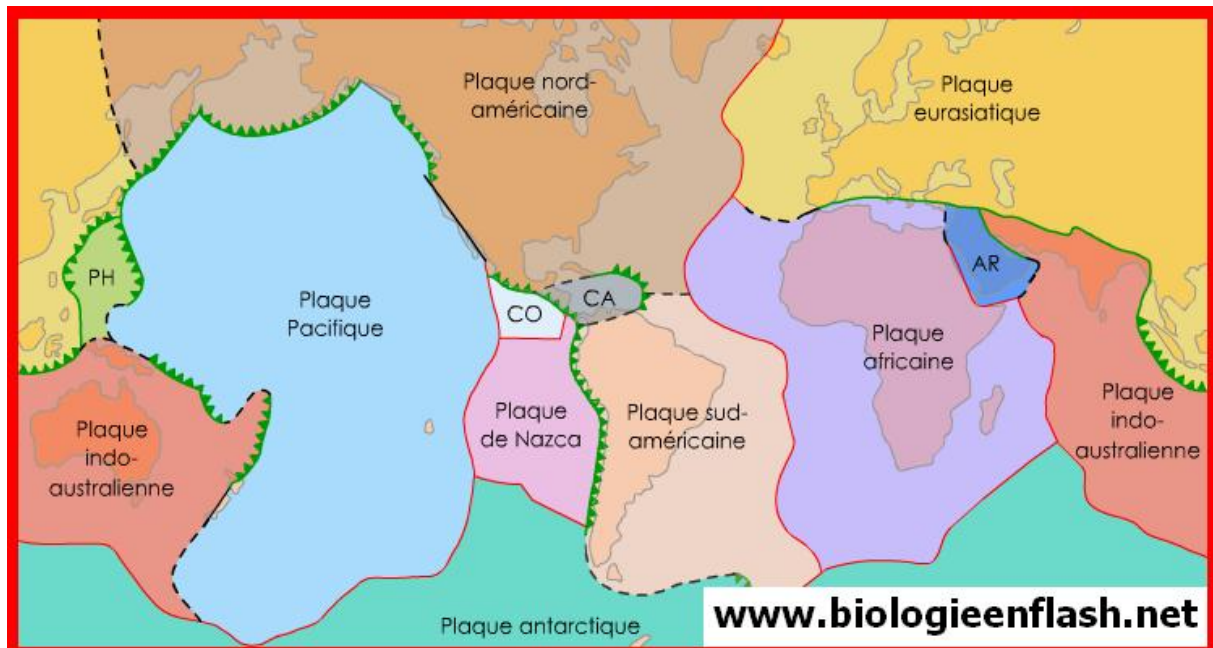 Plaque nord-
américaine
Plaque
eurasiatique
PH
Plaque
Pacifique
CO
CA
AR
Plaque
africaine
Plaque
indo-
australienne
Plaque
de Nazca
Plaque sud-
américaine
Plaque
indo-
australienne
Plaque antarctique
www.biologieenflash.net